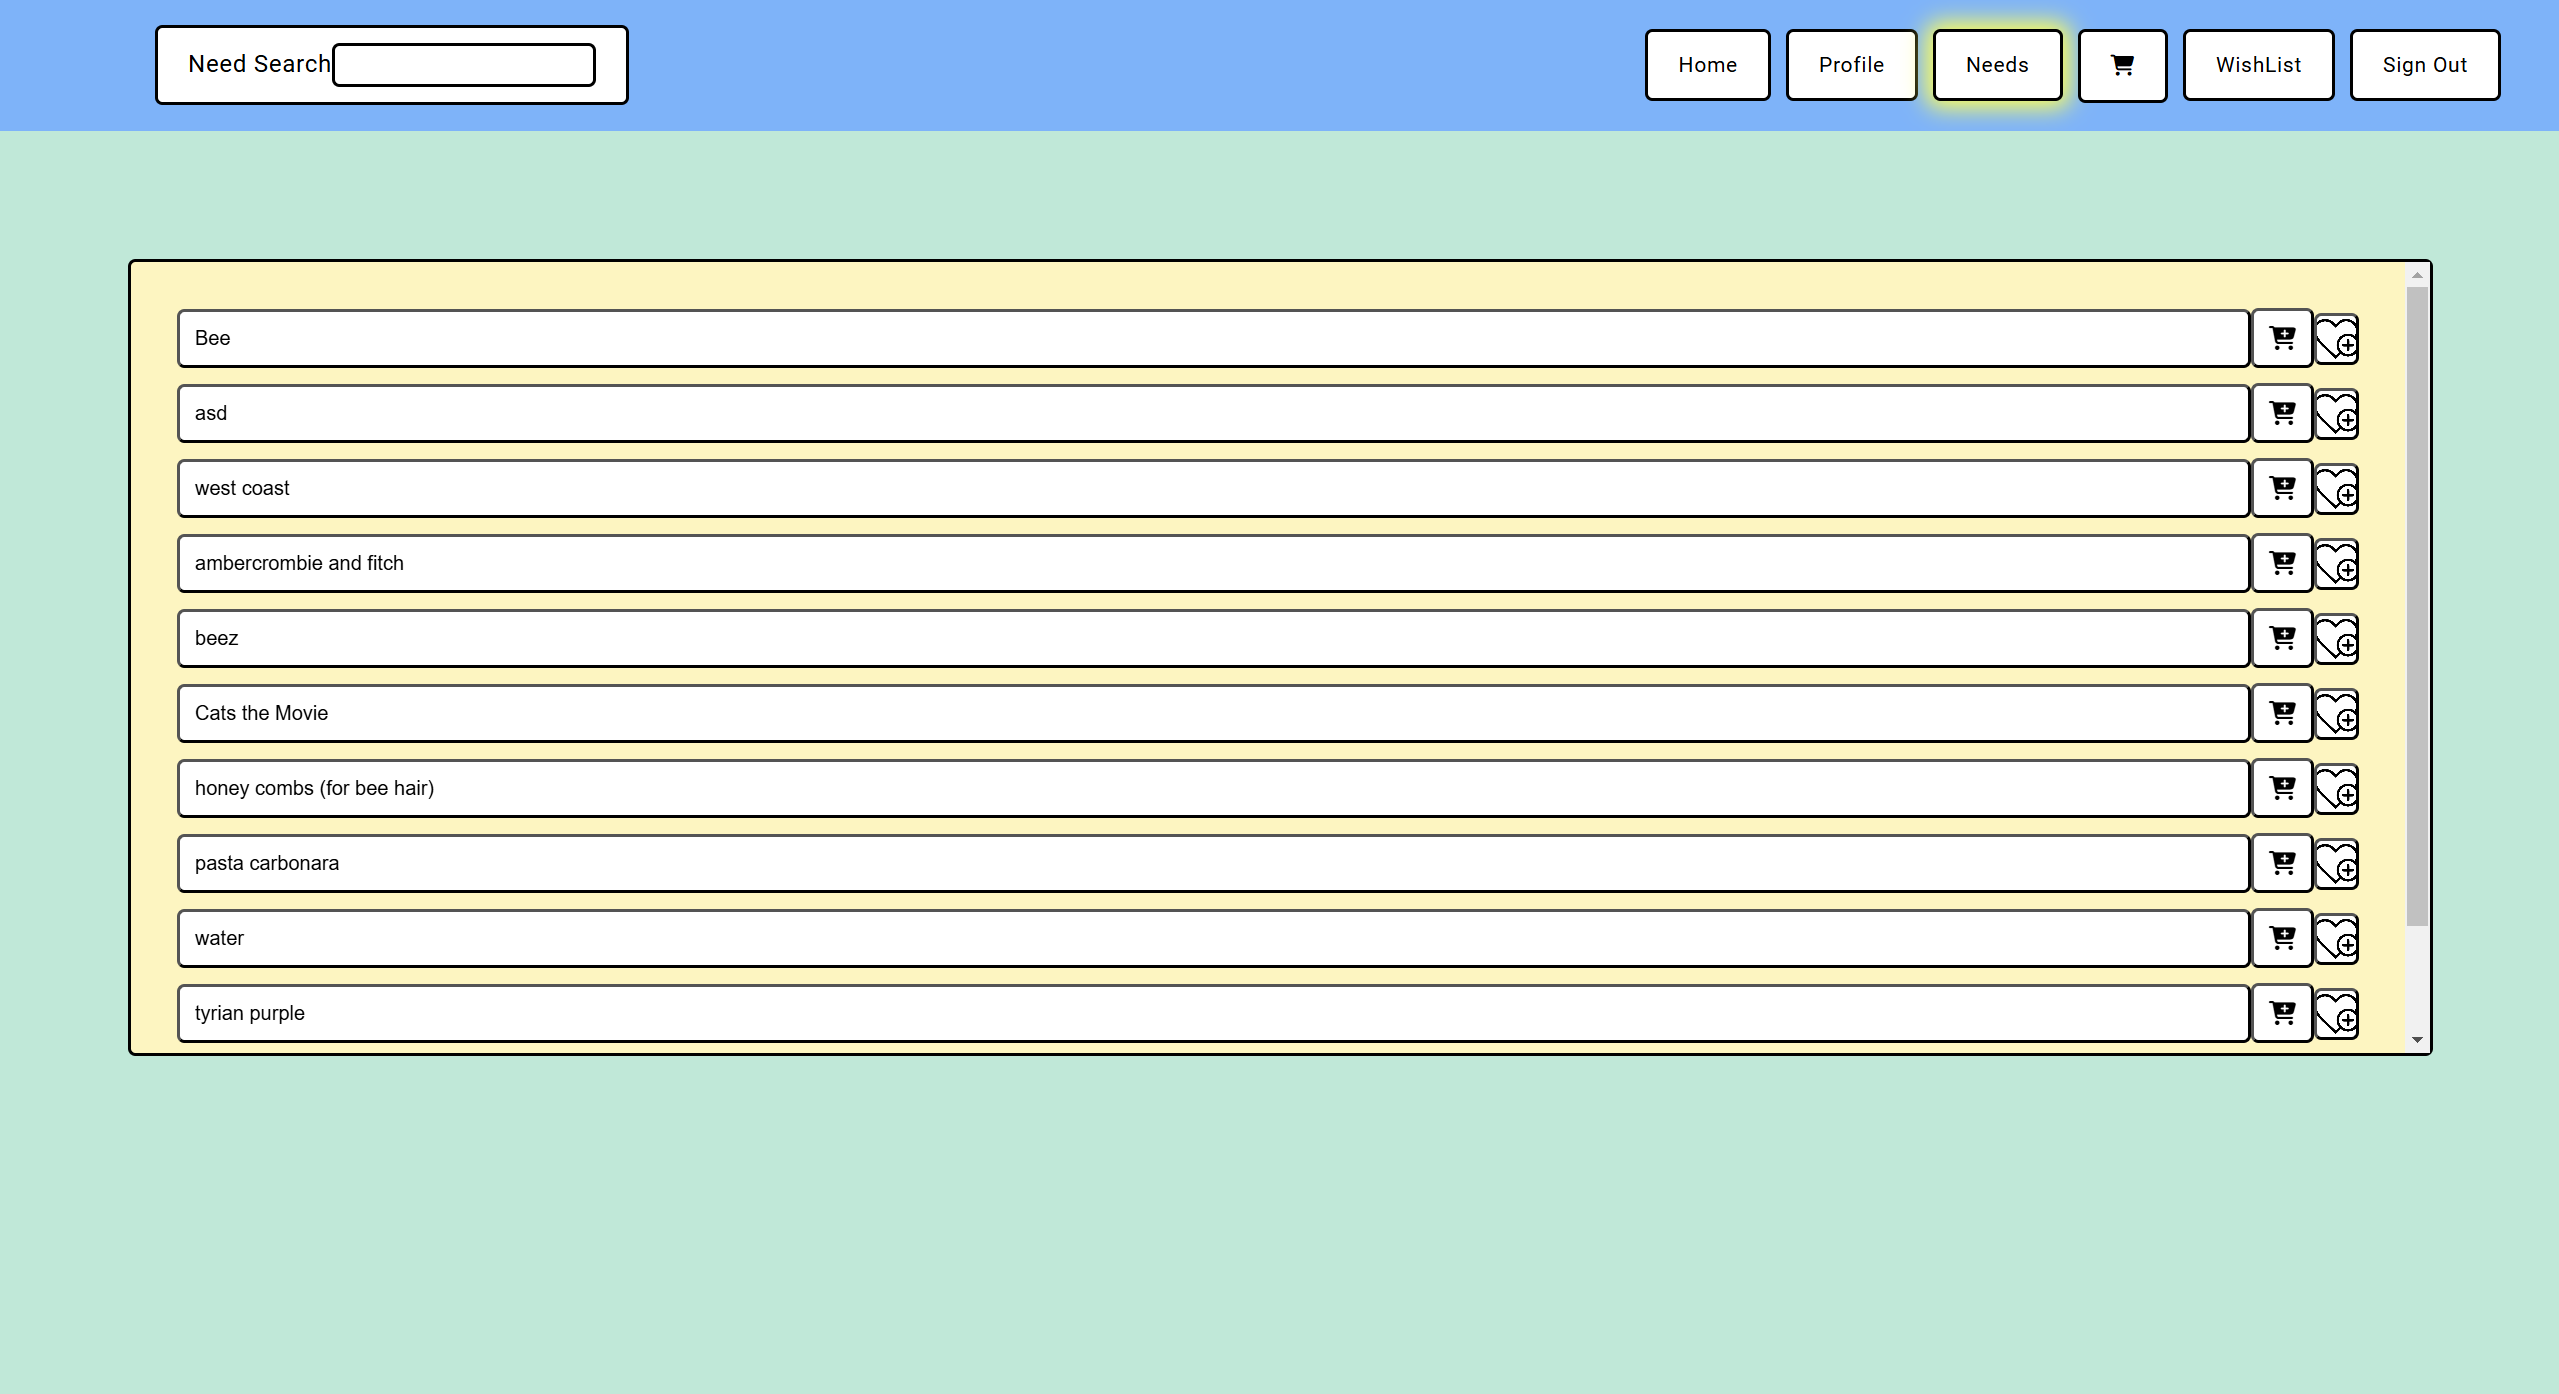 Need Search
Home
Profile
Needs
WishList
Sign Out
Bee
asd
west coast
ambercrombie and fitch
beez
Cats the Movie
honey combs (for bee hair)
pasta carbonara
water
tyrian purple